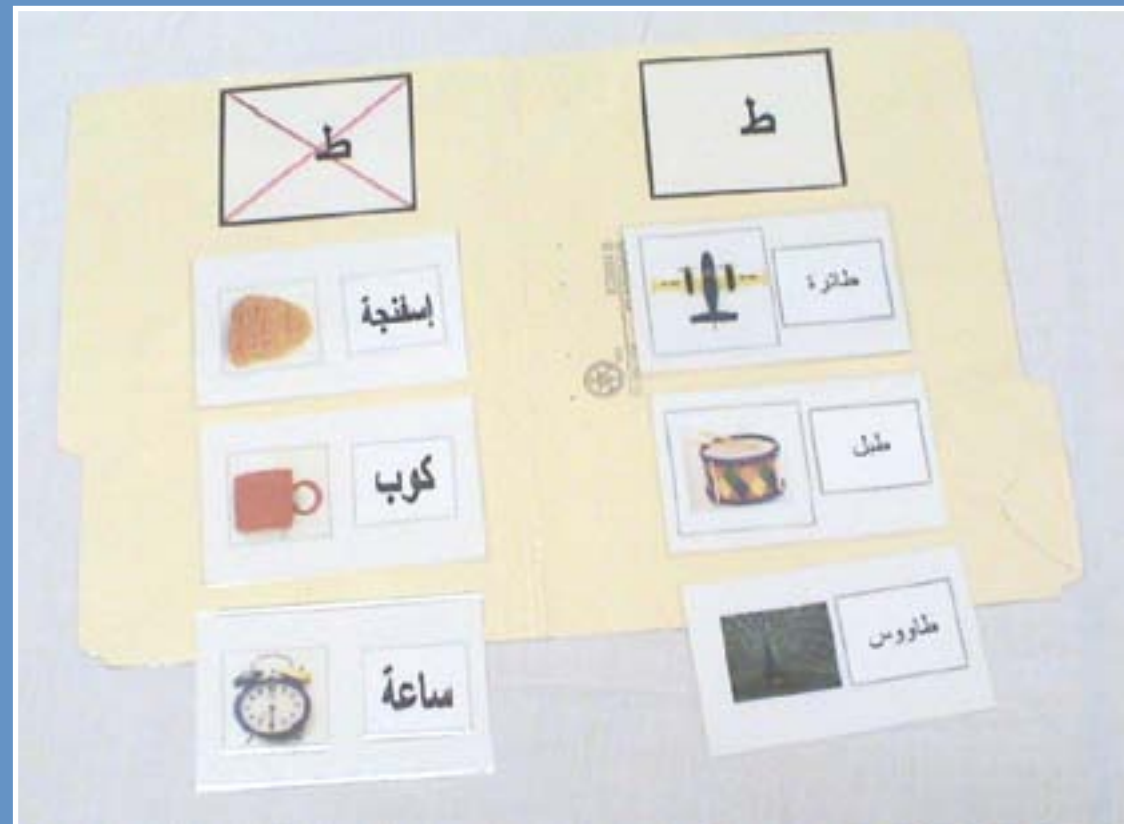 ط
ط
طائرة
إسفنجة
طبل
كوب
طاووس
ساعة